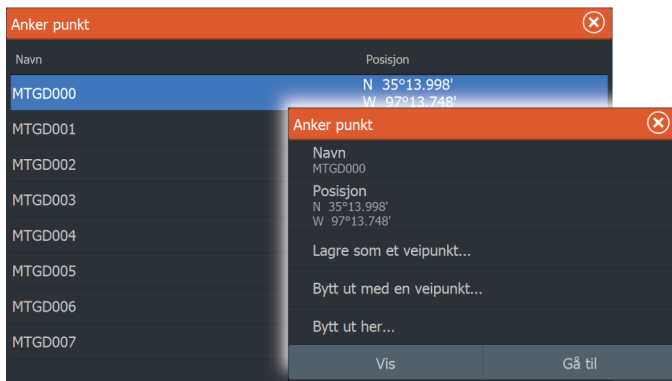 Anker punkt
Navn Posisjon
MTGD000 N 35°13.998'
W 97°13.748'
MTGD001
MTGD002
MTGD003
MTGD004
MTGD005
MTGD006
MTGD007
Anker punkt
Navn
MTGD000
Posisjon
N 35°13.998'
W 97°13.748'
Lagre som et veipunkt...
Bytt ut med en veipunkt...
Bytt ut her...
Vis Gå til